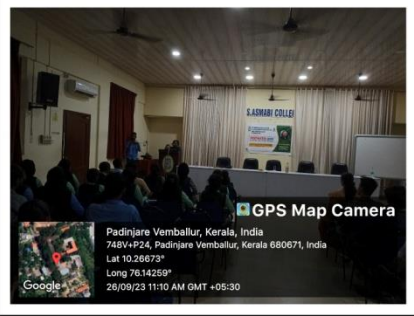 S.ASMABI COLLE
GPS Map Camera
Padinjare Vemballur, Kerala, India
748V+P24, Padinjare Vemballur, Kerala 680671, India
Lat 10.26673°
Long 76.14259°
26/09/23 11:10 AM GMT +05:30
Google